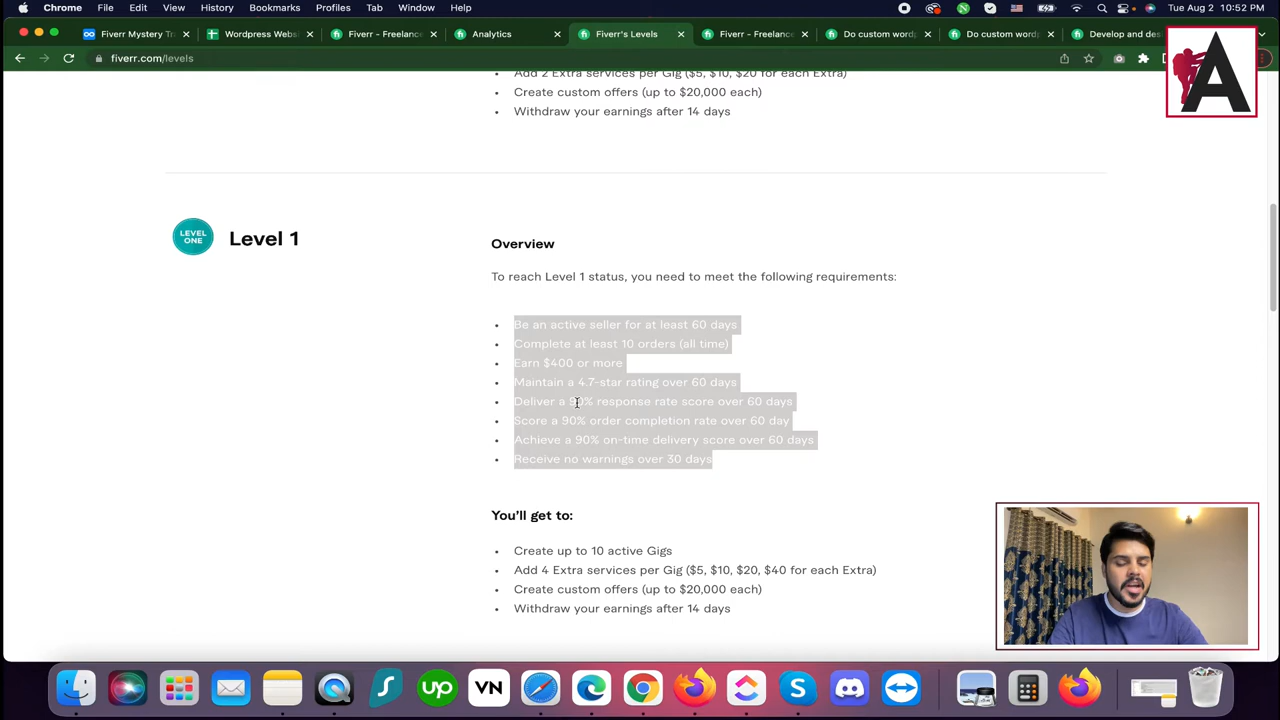 Chrome File Edit View History Bookmarks Profiles Tab Window Help Tue Aug 2 10:52 PM
Fiverr Mystery Tra Wordpress Websi Fiverr - Freelance Analytics Fiverr's Levels Fiverr - Freelance Do custom wordp Do custom wordp Develop and des
fiverr.com/levels
A
Add 2 Extra services per Gig ($5, $10, $20 for each Extra)
Create custom offers (up to $20,000 each)
Withdraw your earnings after 14 days
LEVEL
ONE
Level 1
Overview
To reach Level 1 status, you need to meet the following requirements:
Be an active seller for at least 60 days
Complete at least 10 orders (all time)
Earn $400 or more
Maintain a 4.7-star rating over 60 days
Deliver a 90% response rate score over 60 days
Score a 90% order completion rate over 60 day
Achieve a 90% on-time delivery score over 60 days
Receive no warnings over 30 days
You'll get to:
Create up to 10 active Gigs
Add 4 Extra services per Gig ($5, $10, $20, $40 for each Extra)
Create custom offers (up to $20,000 each)
Withdraw your earnings after 14 days
up VN S